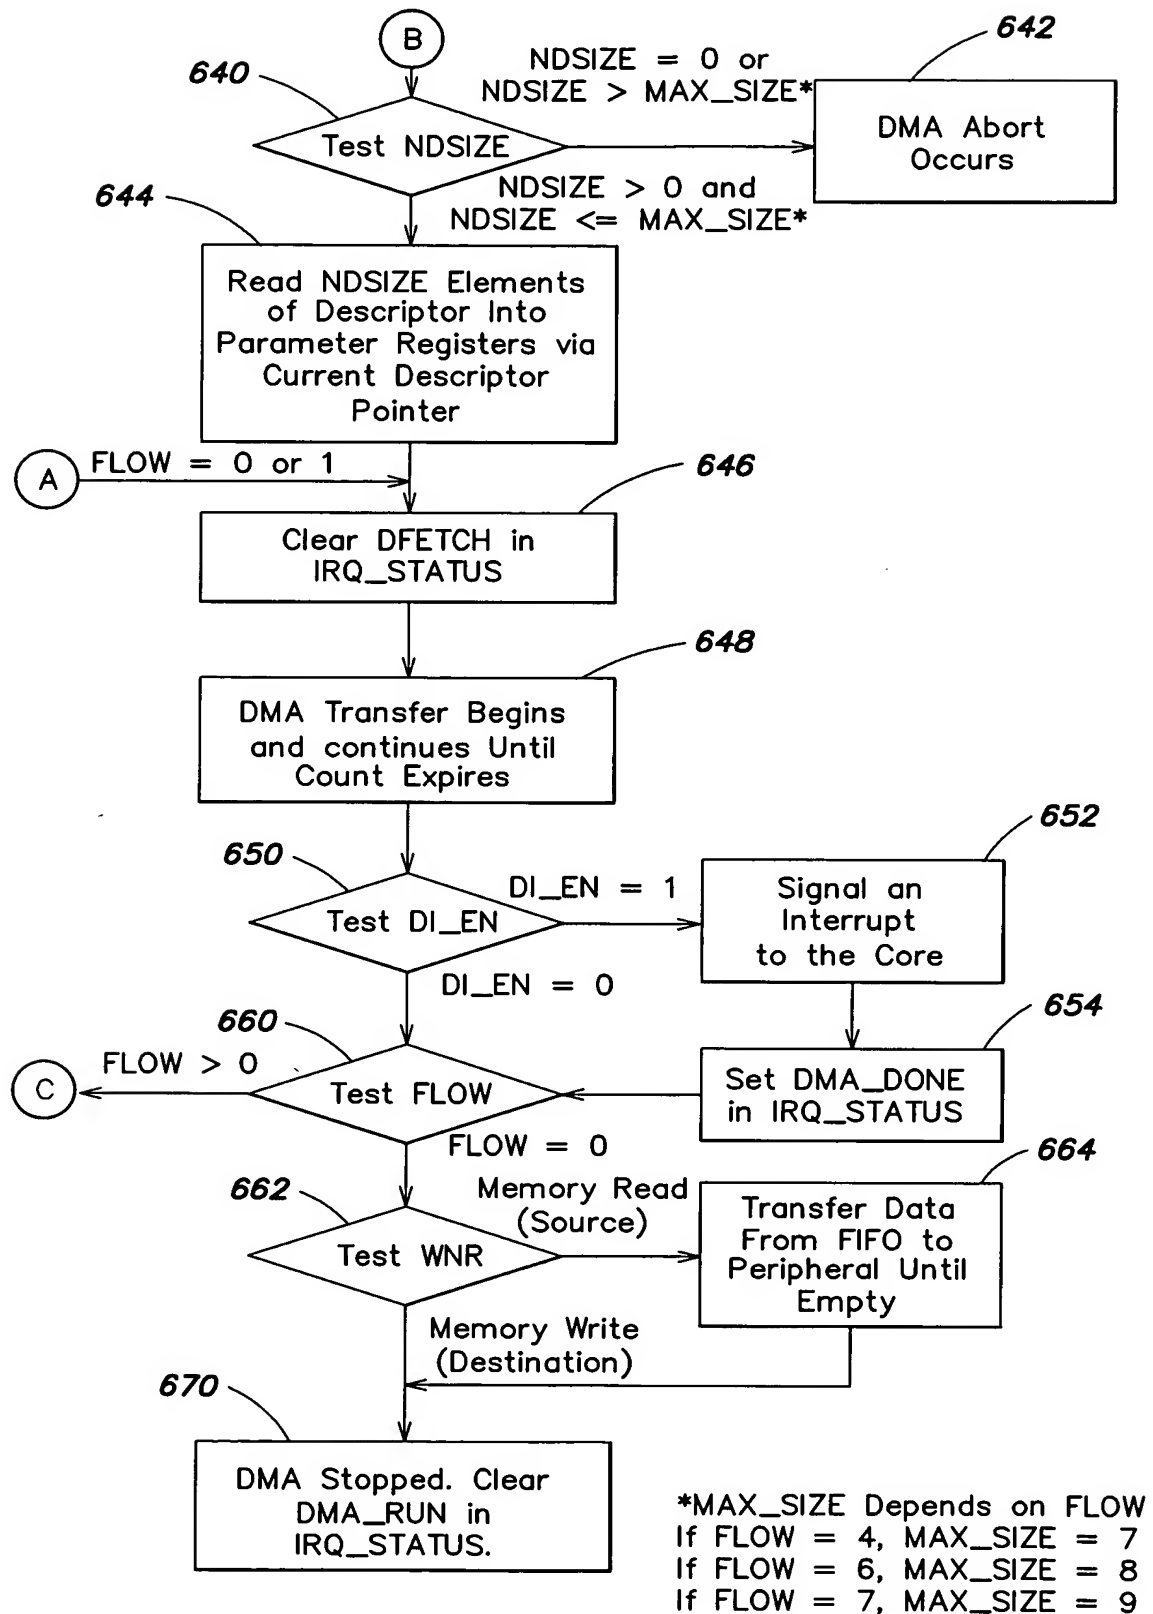 B
642
NDSIZE = 0 or
NDSIZE > MAX_SIZE*
640
Test NDSIZE
DMA Abort
Occurs
NDSIZE > 0 and
NDSIZE <= MAX_SIZE*
644
Read NDSIZE Elements
of Descriptor Into
Parameter Registers via
Current Descriptor
Pointer
A
FLOW = 0 or 1
646
Clear DFETCH in
IRQ_STATUS
648
DMA Transfer Begins
and continues Until
Count Expires
650
Test DI_EN
DI_EN = 1
652
Signal an
Interrupt
to the Core
DI_EN = 0
654
Set DMA_DONE
in IRQ_STATUS
660
Test FLOW
FLOW > 0
C
FLOW = 0
662
Test WNR
Memory Read
(Source)
664
Transfer Data
From FIFO to
Peripheral Until
Empty
Memory Write
(Destination)
670
DMA Stopped. Clear
DMA_RUN in
IRQ_STATUS.
*MAX_SIZE Depends on FLOW
If FLOW = 4, MAX_SIZE = 7
If FLOW = 6, MAX_SIZE = 8
If FLOW = 7, MAX_SIZE = 9